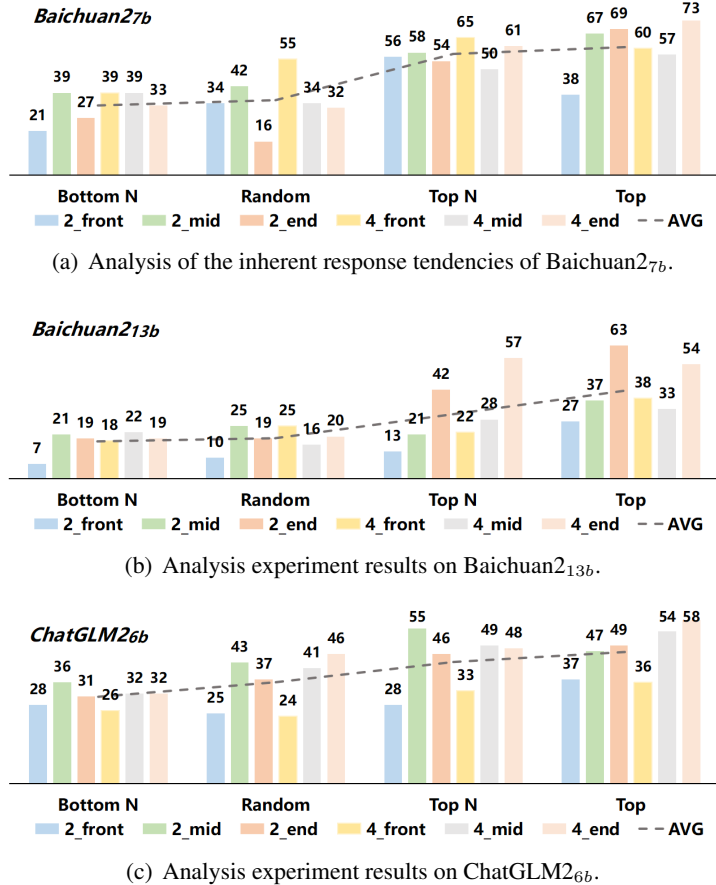 Baichuan27b
21 39 27 39 39 33 34 42 16 55 34 32 56 58 54 65 50 61 38 67 69 60 57 73
Bottom N Random Top N Top
2_front 2_mid 2_end 4_front 4_mid 4_end AVG
(a) Analysis of the inherent response tendencies of Baichuan27b.
Baichuan213b
7 21 19 18 22 19 10 25 19 25 16 20 13 21 42 22 28 57 27 37 63 38 33 54
Bottom N Random Top N Top
2_front 2_mid 2_end 4_front 4_mid 4_end AVG
(b) Analysis experiment results on Baichuan213b.
ChatGLM26b
28 36 31 26 32 32 25 43 37 24 41 46 28 55 46 33 49 48 37 47 49 36 54 58
Bottom N Random Top N Top
2_front 2_mid 2_end 4_front 4_mid 4_end AVG
(c) Analysis experiment results on ChatGLM26b.